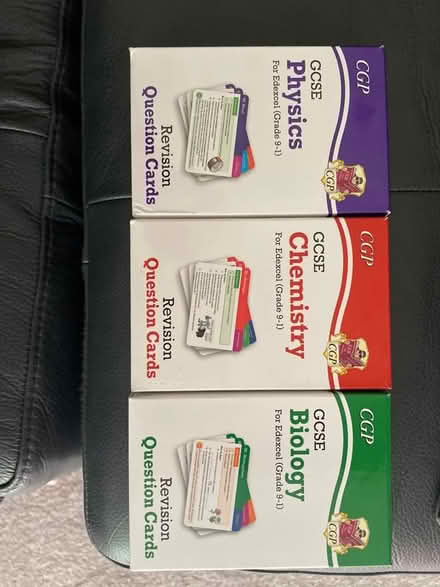 CGP
GCSE
Physics
For Edexcel (Grade 9-1)
CGP
Revision
Question Cards
CGP
GCSE
Chemistry
For Edexcel (Grade 9-1)
CGP
Revision
Question Cards
CGP
GCSE
Biology
For Edexcel (Grade 9-1)
CGP
Revision
Question Cards